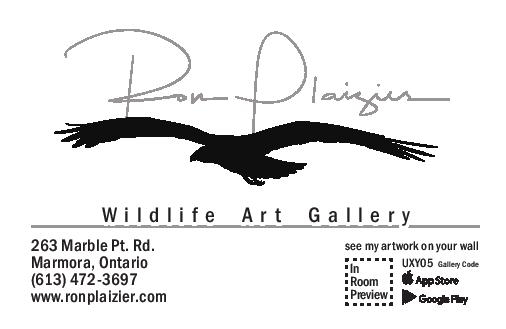 Ron Plaizier
Wildlife Art Gallery
263 Marble Pt. Rd.
Marmora, Ontario
(613) 472-3697
www.ronplaizier.com
see my artwork on your wall
In
Room
Preview
UXY05 Gallery Code
App Store
Google Play